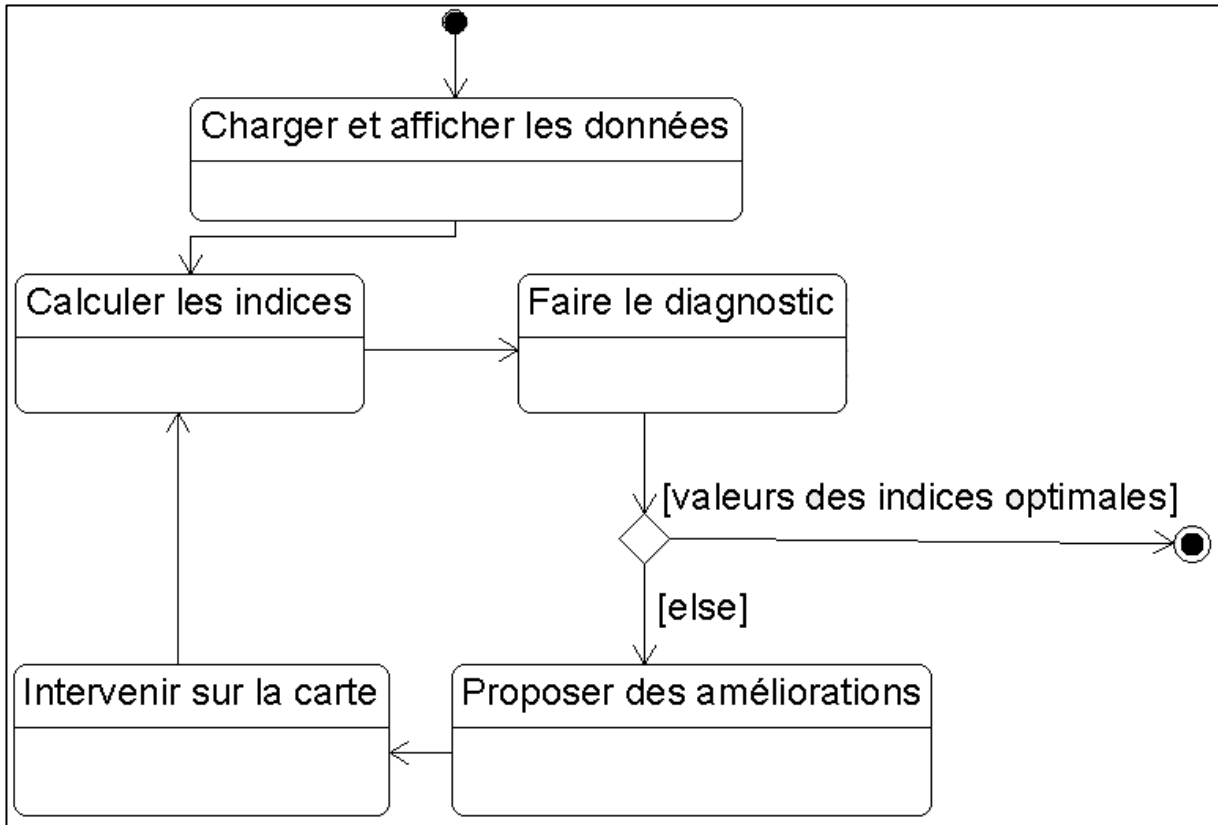 Charger et afficher les données
Calculer les indices
Faire le diagnostic
[valeurs des indices optimales]
[else]
Intervenir sur la carte
Proposer des améliorations